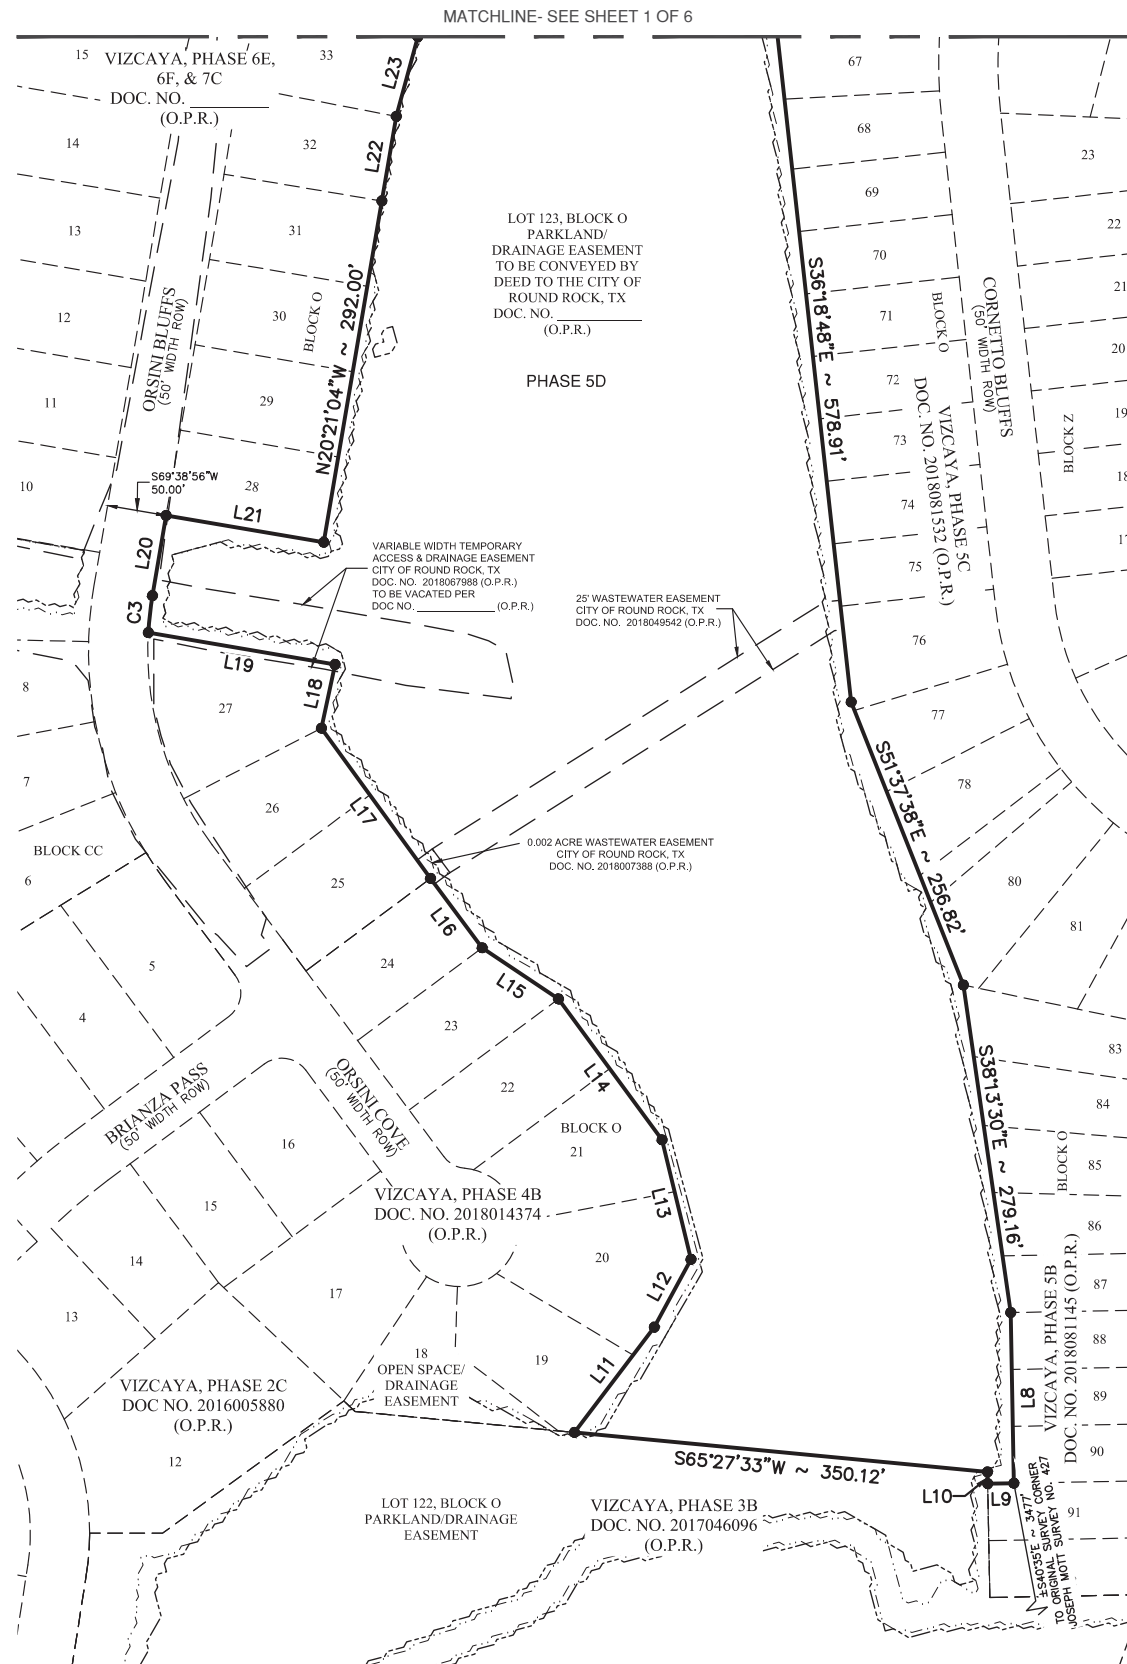 MATCHLINE- SEE SHEET 1 OF 6
15
VIZCAYA, PHASE 6E,
6F, & 7C
DOC. NO. ____________
(O.P.R.)
33
L23
67
14
32
L22
68
23
69
13
31
LOT 123, BLOCK O
PARKLAND/
DRAINAGE EASEMENT
TO BE CONVEYED BY
DEED TO THE CITY OF
ROUND ROCK, TX
DOC. NO. ____________
(O.P.R.)
PHASE 5D
22
70
21
12
30
BLOCK O
ORSINI BLUFFS
(50' WIDTH ROW)
N20°21'04"W ~ 292.00'
S36°18'48"E ~ 578.91'
71
BLOCK O
CORNETTO BLUFFS
(50' WIDTH ROW)
20
72
11
29
19
73
VIZCAYA, PHASE 5C
DOC. NO. 2018081532 (O.P.R.)
BLOCK Z
18
10
S69°38'56"W
50.00'
28
L21
74
17
L20
VARIABLE WIDTH TEMPORARY
ACCESS & DRAINAGE EASEMENT
CITY OF ROUND ROCK, TX
DOC. NO. 2018067988 (O.P.R.)
TO BE VACATED PER
DOC NO. ____________ (O.P.R.)
75
25' WASTEWATER EASEMENT
CITY OF ROUND ROCK, TX
DOC. NO. 2018049542 (O.P.R.)
C3
76
L19
L18
8
27
77
7
26
L17
S51°37'38"E ~ 256.82'
78
BLOCK CC
0.002 ACRE WASTEWATER EASEMENT
CITY OF ROUND ROCK, TX
DOC. NO. 2018007388 (O.P.R.)
6
25
80
L16
81
5
24
L15
4
23
83
ORSINI COVE
(50' WIDTH ROW)
BRIANZA PASS
(50' WIDTH ROW)
22
L14
S38°13'30"E ~ 279.16'
84
16
BLOCK O
21
BLOCK O
85
15
VIZCAYA, PHASE 4B
DOC. NO. 2018014374
(O.P.R.)
L13
86
14
20
L12
87
17
13
VIZCAYA, PHASE 5B
DOC. NO. 2018081145 (O.P.R.)
88
18
OPEN SPACE/
DRAINAGE
EASEMENT
19
L11
L8
89
VIZCAYA, PHASE 2C
DOC NO. 2016005880
(O.P.R.)
90
12
S65°27'33"W ~ 350.12'
L10
L9
91
LOT 122, BLOCK O
PARKLAND/DRAINAGE
EASEMENT
VIZCAYA, PHASE 3B
DOC. NO. 2017046096
(O.P.R.)
±S40°35'E ~ 3477'
TO ORIGINAL SURVEY CORNER
JOSEPH MOTT SURVEY NO. 427